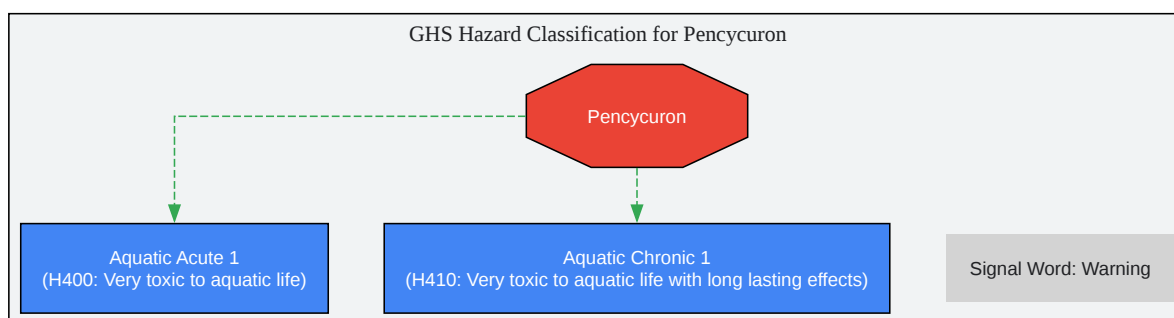 GHS Hazard Classification for Pencycuron
Pencycuron
Aquatic Acute 1
(H400: Very toxic to aquatic life)
Aquatic Chronic 1
(H410: Very toxic to aquatic life with long lasting effects)
Signal Word: Warning